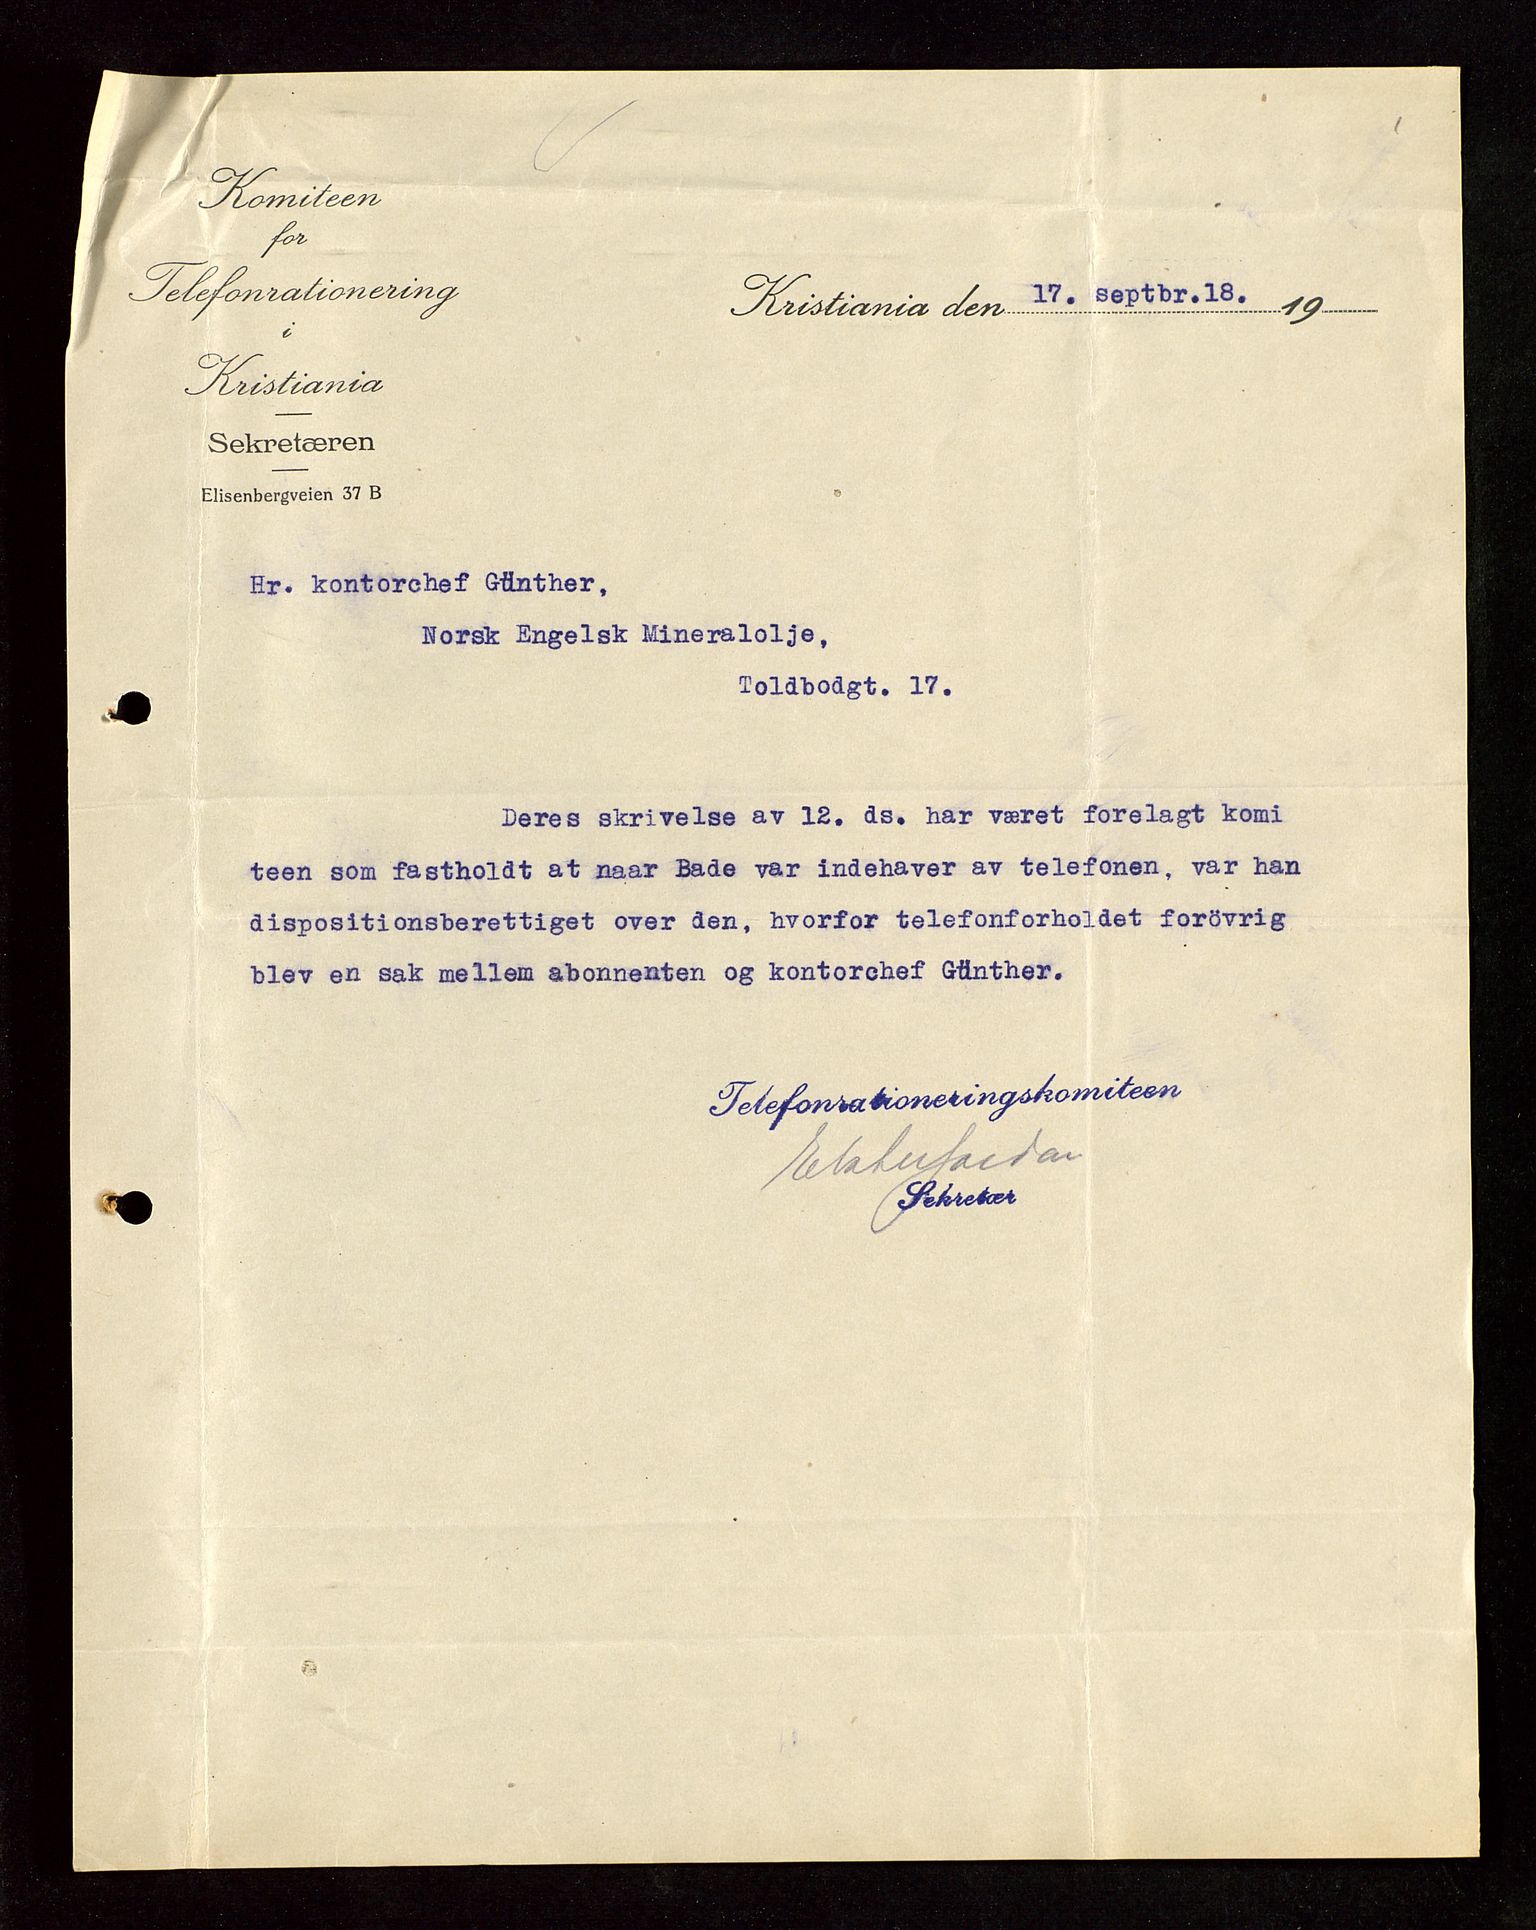 Komiteen
for
Telefonrationering
i
Kristiania
Sekretæren
Elisenbergveien 37 B
Kristiania den 17. septbr.18. 19
Hr. kontorchef Günther,
Norsk Engelsk Mineralolje,
Toldbodgt. 17.
Deres skrivelse av 12. ds. har været forelagt komi
teen som fastholdt at naar Bade var indehaver av telefonen, var han
dispositionsberettiget over den, hvorfor telefonforholdet forövrig
blev en sak mellem abonnenten og kontorchef Günther.
Telefonrationeringskomiteen
Sekretær